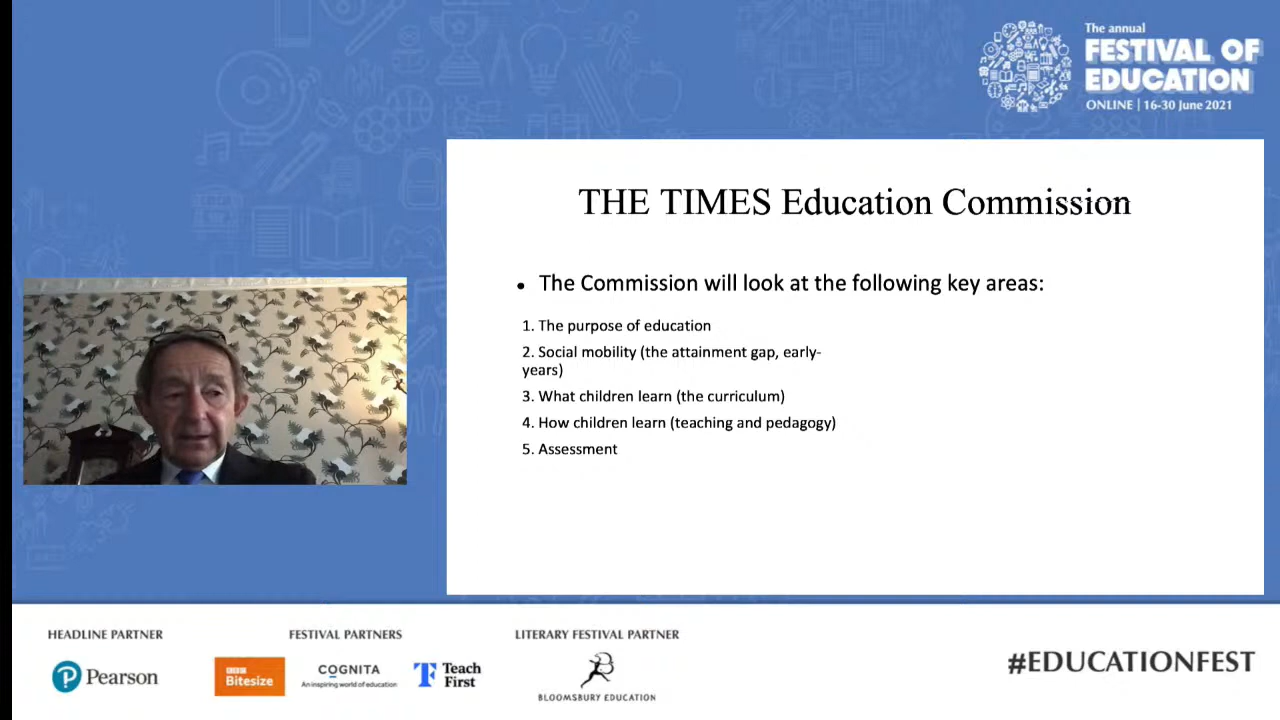 The annual
FESTIVAL OF
EDUCATION
ONLINE | 16-30 June 2021
THE TIMES Education Commission
• The Commission will look at the following key areas:
1. The purpose of education
2. Social mobility (the attainment gap, early-
years)
3. What children learn (the curriculum)
4. How children learn (teaching and pedagogy)
5. Assessment
HEADLINE PARTNER
FESTIVAL PARTNERS
LITERARY FESTIVAL PARTNER
Pearson
BBC
Bitesize
COGNITA
An inspiring world of education
Teach
First
BLOOMSBURY EDUCATION
#EDUCATIONFEST